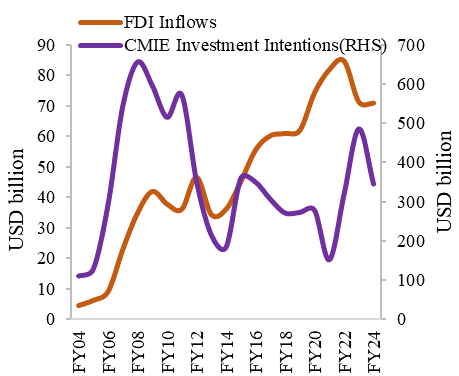 FDI Inflows
CMIE Investment Intentions(RHS)
90
80
70
60
50
40
30
20
10
0
USD billion
700
600
500
400
300
200
100
0
USD billion
FY04
FY06
FY08
FY10
FY12
FY14
FY16
FY18
FY20
FY22
FY24